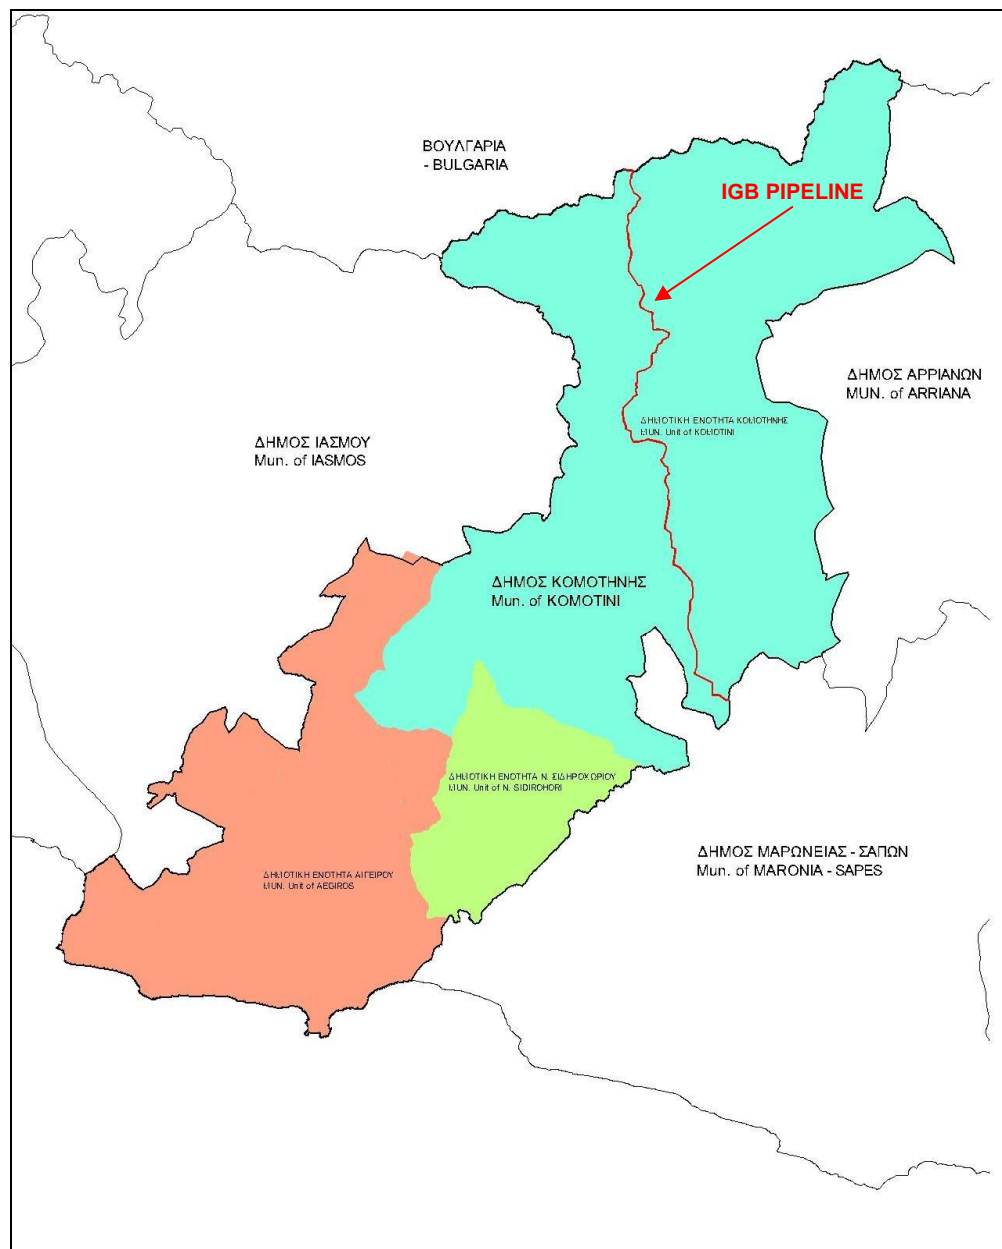 ΒΟΥΛΓΑΡΙΑ
- BULGARIA
IGB PIPELINE
ΔΗΜΟΣ ΑΡΡΙΑΝΩΝ
MUN. of ARRIANA
ΔΗΜΟΤΙΚΗ ΕΝΟΤΗΤΑ ΚΟΜΟΤΗΝΗΣ
MUN. Unit of KOMOTINI
ΔΗΜΟΣ ΙΑΣΜΟΥ
Mun. of IASMOS
ΔΗΜΟΣ ΚΟΜΟΤΗΝΗΣ
Mun. of KOMOTINI
ΔΗΜΟΤΙΚΗ ΕΝΟΤΗΤΑ Ν. ΣΙΔΗΡΟΧΩΡΙΟΥ
MUN. Unit of N. SIDIROHORI
ΔΗΜΟΣ ΜΑΡΩΝΕΙΑΣ - ΣΑΠΩΝ
Mun. of MARONIA - SAPES
ΔΗΜΟΤΙΚΗ ΕΝΟΤΗΤΑ ΑΙΓΕΙΡΟΥ
MUN. Unit of AEGIROS